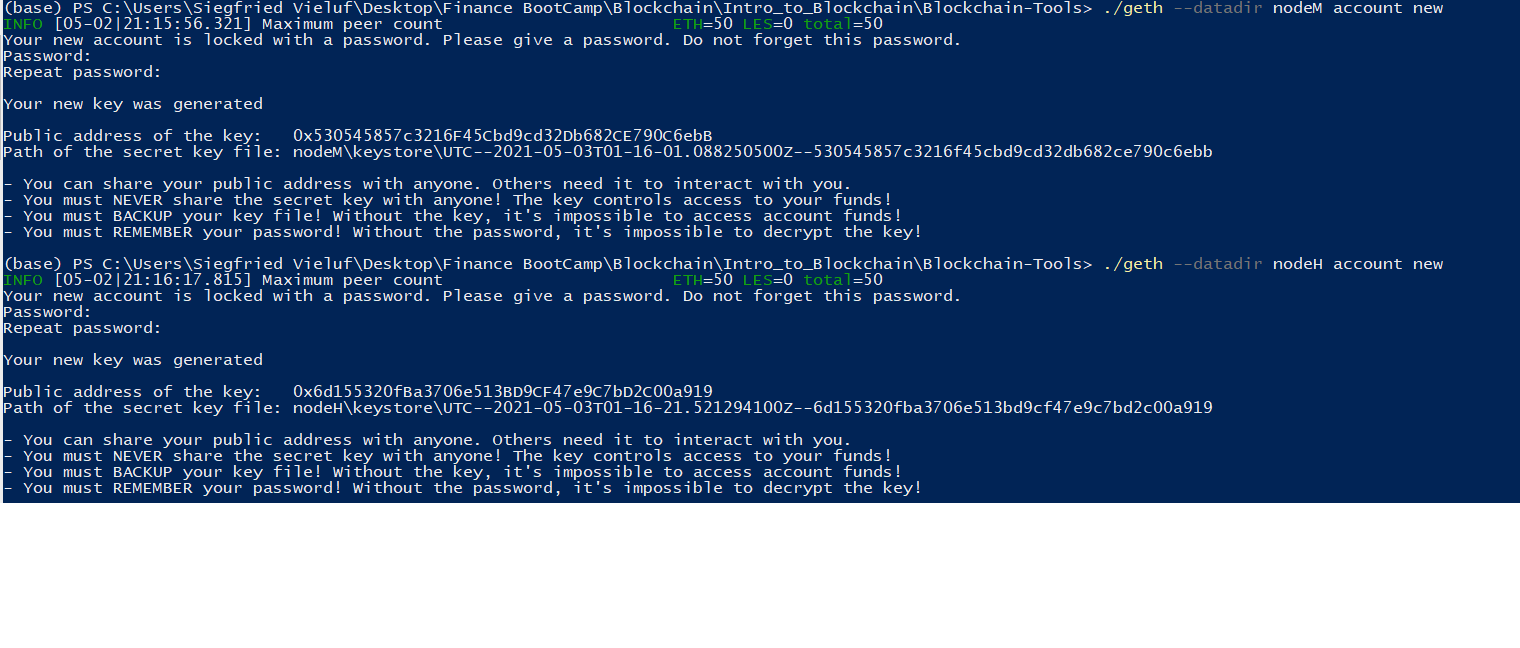 (base) PS C:\Users\Siegfried Vieluf\Desktop\Finance BootCamp\Blockchain\Intro_to_Blockchain\Blockchain-Tools> ./geth --datadir nodeM account new
INFO [05-02|21:15:56.321] Maximum peer count ETH=50 LES=0 total=50
Your new account is locked with a password. Please give a password. Do not forget this password.
Password:
Repeat password:
Your new key was generated
Public address of the key: 0x530545857c3216F45Cbd9cd32Db682CE790C6ebB
Path of the secret key file: nodeM\keystore\UTC--2021-05-03T01-16-01.088250500Z--530545857c3216f45cbd9cd32db682ce790c6ebb
- You can share your public address with anyone. Others need it to interact with you.
- You must NEVER share the secret key with anyone! The key controls access to your funds!
- You must BACKUP your key file! Without the key, it's impossible to access account funds!
- You must REMEMBER your password! Without the password, it's impossible to decrypt the key!
(base) PS C:\Users\Siegfried Vieluf\Desktop\Finance BootCamp\Blockchain\Intro_to_Blockchain\Blockchain-Tools> ./geth --datadir nodeH account new
INFO [05-02|21:16:17.815] Maximum peer count ETH=50 LES=0 total=50
Your new account is locked with a password. Please give a password. Do not forget this password.
Password:
Repeat password:
Your new key was generated
Public address of the key: 0x6d155320fBa3706e513BD9CF47e9C7bD2C00a919
Path of the secret key file: nodeH\keystore\UTC--2021-05-03T01-16-21.521294100Z--6d155320fba3706e513bd9cf47e9c7bd2c00a919
- You can share your public address with anyone. Others need it to interact with you.
- You must NEVER share the secret key with anyone! The key controls access to your funds!
- You must BACKUP your key file! Without the key, it's impossible to access account funds!
- You must REMEMBER your password! Without the password, it's impossible to decrypt the key!